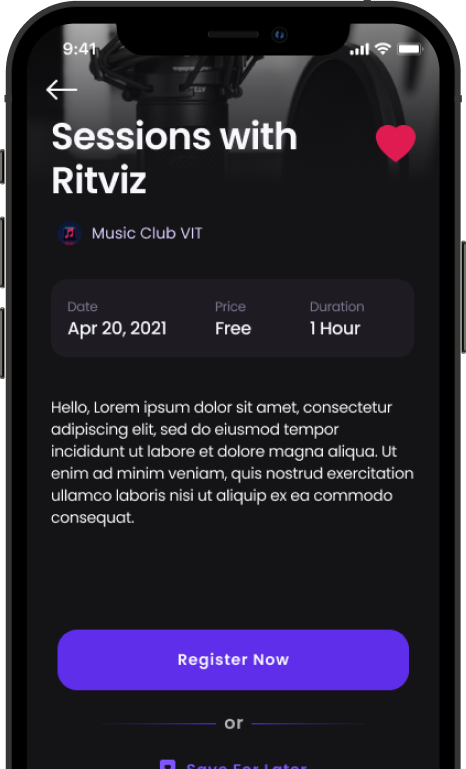 9:41
Sessions with
Ritviz
Music Club VIT
Date Price Duration
Apr 20, 2021 Free 1 Hour
Hello, Lorem ipsum dolor sit amet, consectetur
adipiscing elit, sed do eiusmod tempor
incididunt ut labore et dolore magna aliqua. Ut
enim ad minim veniam, quis nostrud exercitation
ullamco laboris nisi ut aliquip ex ea commodo
consequat.
Register Now
or
Save For Later